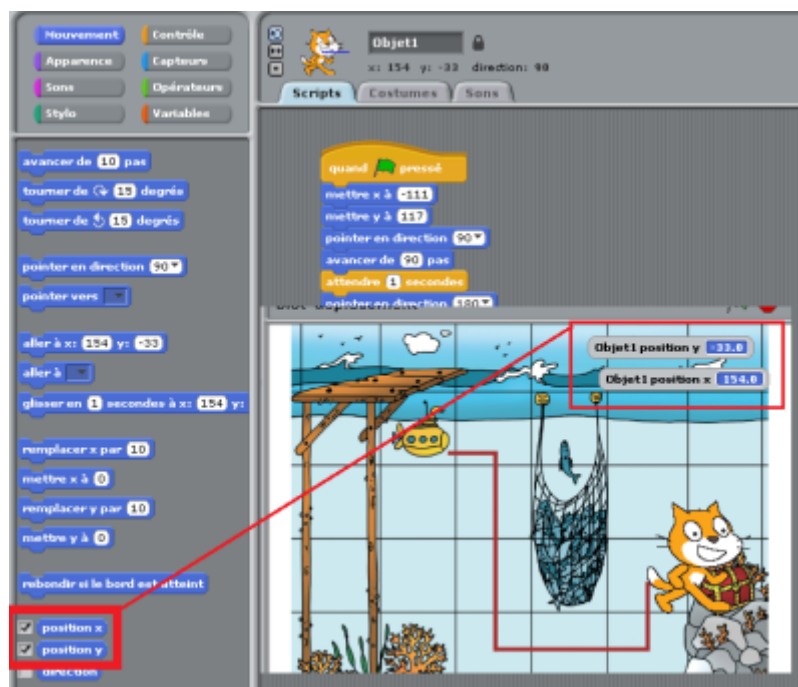 Mouvement Contrôle
Apparence Capteurs
Sons Opérateurs
Stylo Variables
avancer de 10 pas
tourner de 15 degrés
tourner de 15 degrés
pointer en direction 90
pointer vers
aller à x: 154 y: -33
aller à
glisser en 1 secondes à x: 154 y:
remplacer x par 10
mettre x à 0
remplacer y par 10
mettre y à 0
rebondir si le bord est atteint
position x
position y
direction
Objet1
x: 154 y: -33 direction: 90
Scripts Costumes Sons
quand pressé
mettre x à -111
mettre y à 117
pointer en direction 90
avancer de 90 pas
attendre 1 secondes
pointer en direction 180
Objet1 position y -33.0
Objet1 position x 154.0